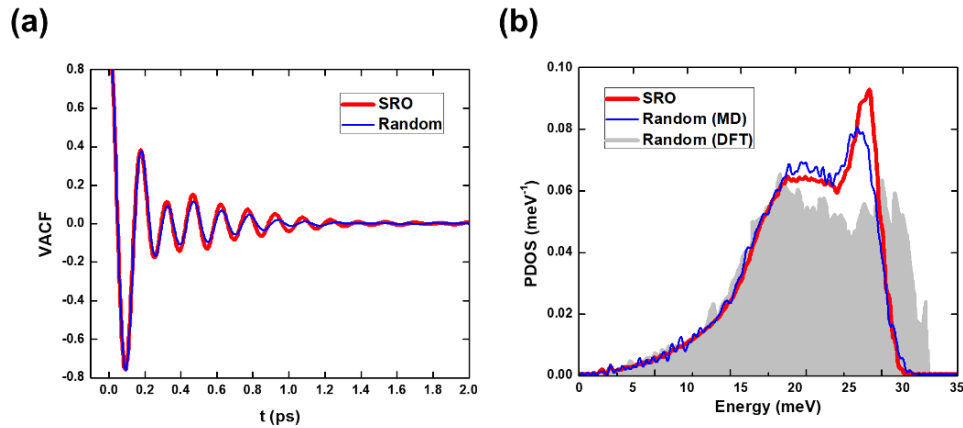 (a)
(b)
0.8
0.6
0.4
0.2
0.0
-0.2
-0.4
-0.6
-0.8
VACF
SRO
Random
0.0 0.2 0.4 0.6 0.8 1.0 1.2 1.4 1.6 1.8 2.0
t (ps)
0.10
0.08
0.06
0.04
0.02
0.00
PDOS (meV⁻¹)
SRO
Random (MD)
Random (DFT)
0 5 10 15 20 25 30 35
Energy (meV)